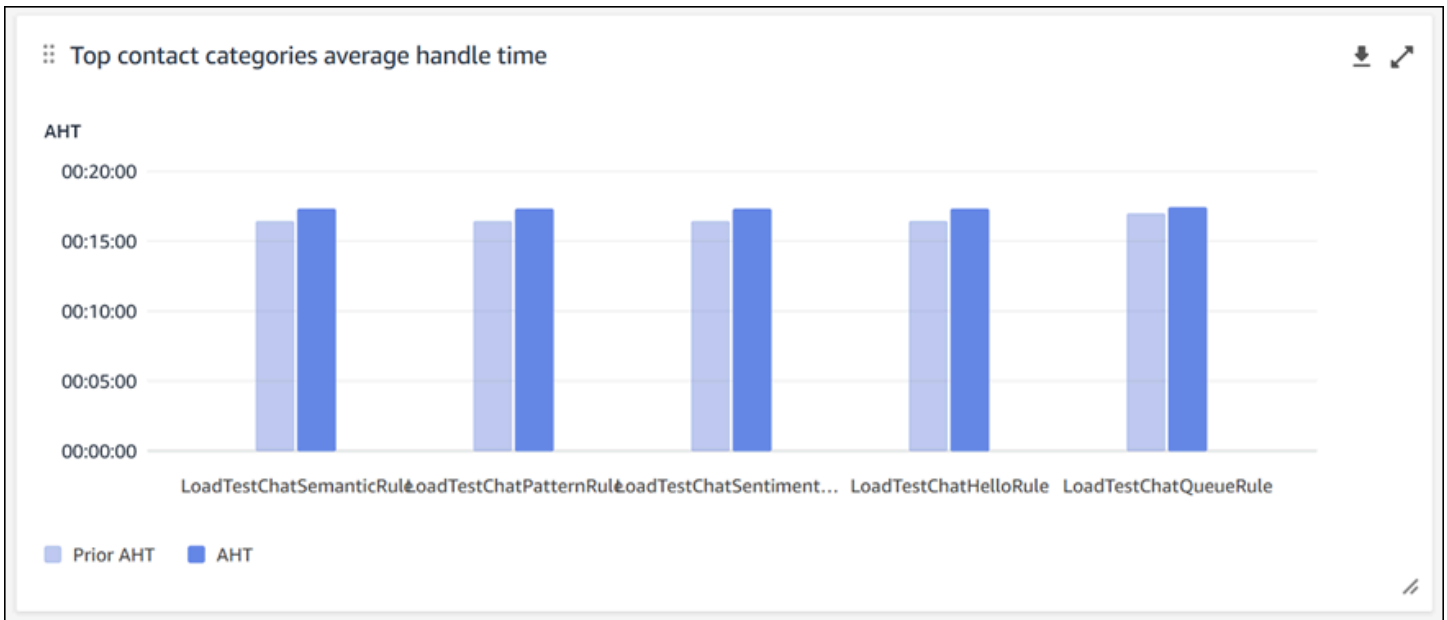 Top contact categories average handle time
AHT
00:20:00
00:15:00
00:10:00
00:05:00
00:00:00
LoadTestChatSemanticRule LoadTestChatPatternRule LoadTestChatSentiment... LoadTestChatHelloRule LoadTestChatQueueRule
Prior AHT AHT